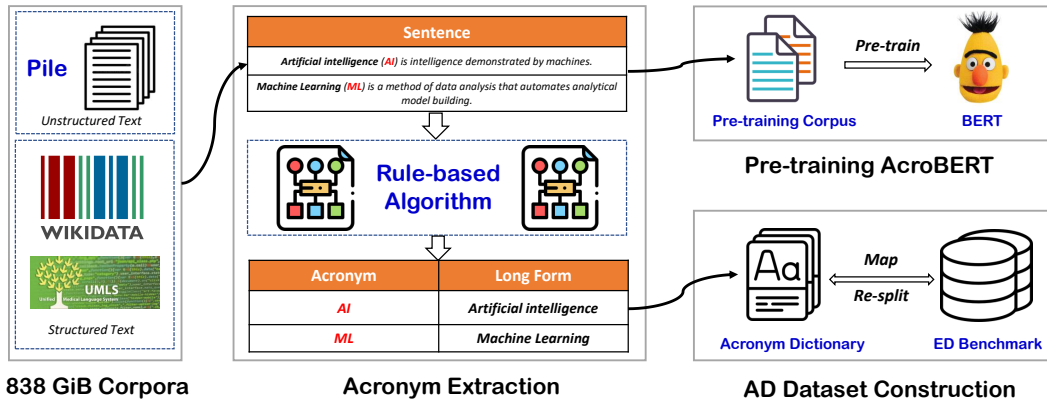 Pile
Unstructured Text
WIKIDATA
UMLS
Unified Medical Language System
Structured Text
838 GiB Corpora
Sentence
Artificial intelligence (AI) is intelligence demonstrated by machines.
Machine Learning (ML) is a method of data analysis that automates analytical
model building.
Rule-based
Algorithm
Acronym Long Form
AI Artificial intelligence
ML Machine Learning
Acronym Extraction
Pre-train
Pre-training Corpus BERT
Pre-training AcroBERT
Aa
Map
Re-split
Acronym Dictionary ED Benchmark
AD Dataset Construction